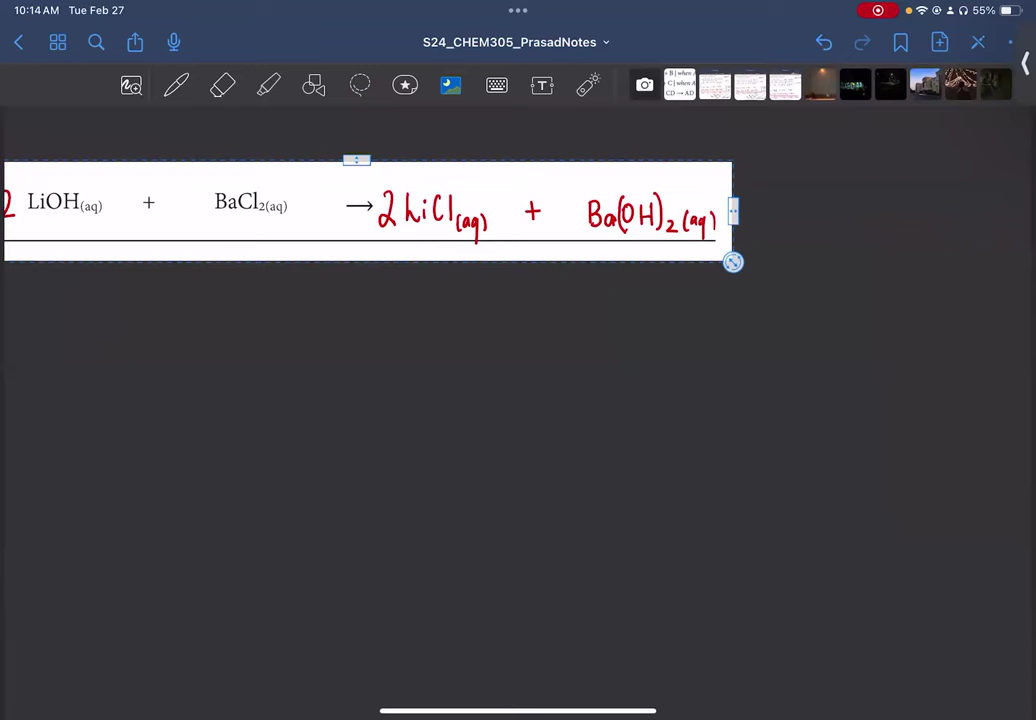 10:14 AM Tue Feb 27 55%
S24_CHEM305_PrasadNotes
2 LiOH(aq) + BaCl₂(aq) → 2 LiCl(aq) + Ba(OH)₂(aq)